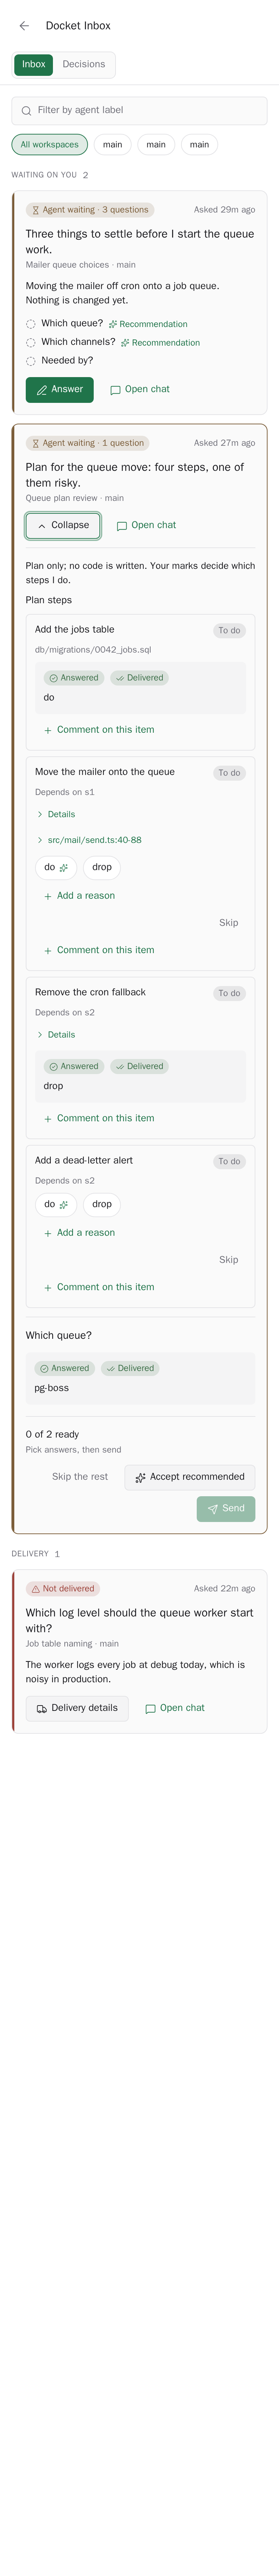 Docket Inbox
Inbox
Decisions
Filter by agent label
All workspaces
main
main
main
WAITING ON YOU 2
Agent waiting · 3 questions
Asked 29m ago
Three things to settle before I start the queue
work.
Mailer queue choices · main
Moving the mailer off cron onto a job queue.
Nothing is changed yet.
Which queue? Recommendation
Which channels? Recommendation
Needed by?
Answer
Open chat
Agent waiting · 1 question
Asked 27m ago
Plan for the queue move: four steps, one of
them risky.
Queue plan review · main
Collapse
Open chat
Plan only; no code is written. Your marks decide which
steps I do.
Plan steps
Add the jobs table
To do
db/migrations/0042_jobs.sql
Answered
Delivered
do
Comment on this item
Move the mailer onto the queue
To do
Depends on s1
Details
src/mail/send.ts:40-88
do
drop
Add a reason
Skip
Comment on this item
Remove the cron fallback
To do
Depends on s2
Details
Answered
Delivered
drop
Comment on this item
Add a dead-letter alert
To do
Depends on s2
do
drop
Add a reason
Skip
Comment on this item
Which queue?
Answered
Delivered
pg-boss
0 of 2 ready
Pick answers, then send
Skip the rest
Accept recommended
Send
DELIVERY 1
Not delivered
Asked 22m ago
Which log level should the queue worker start
with?
Job table naming · main
The worker logs every job at debug today, which is
noisy in production.
Delivery details
Open chat